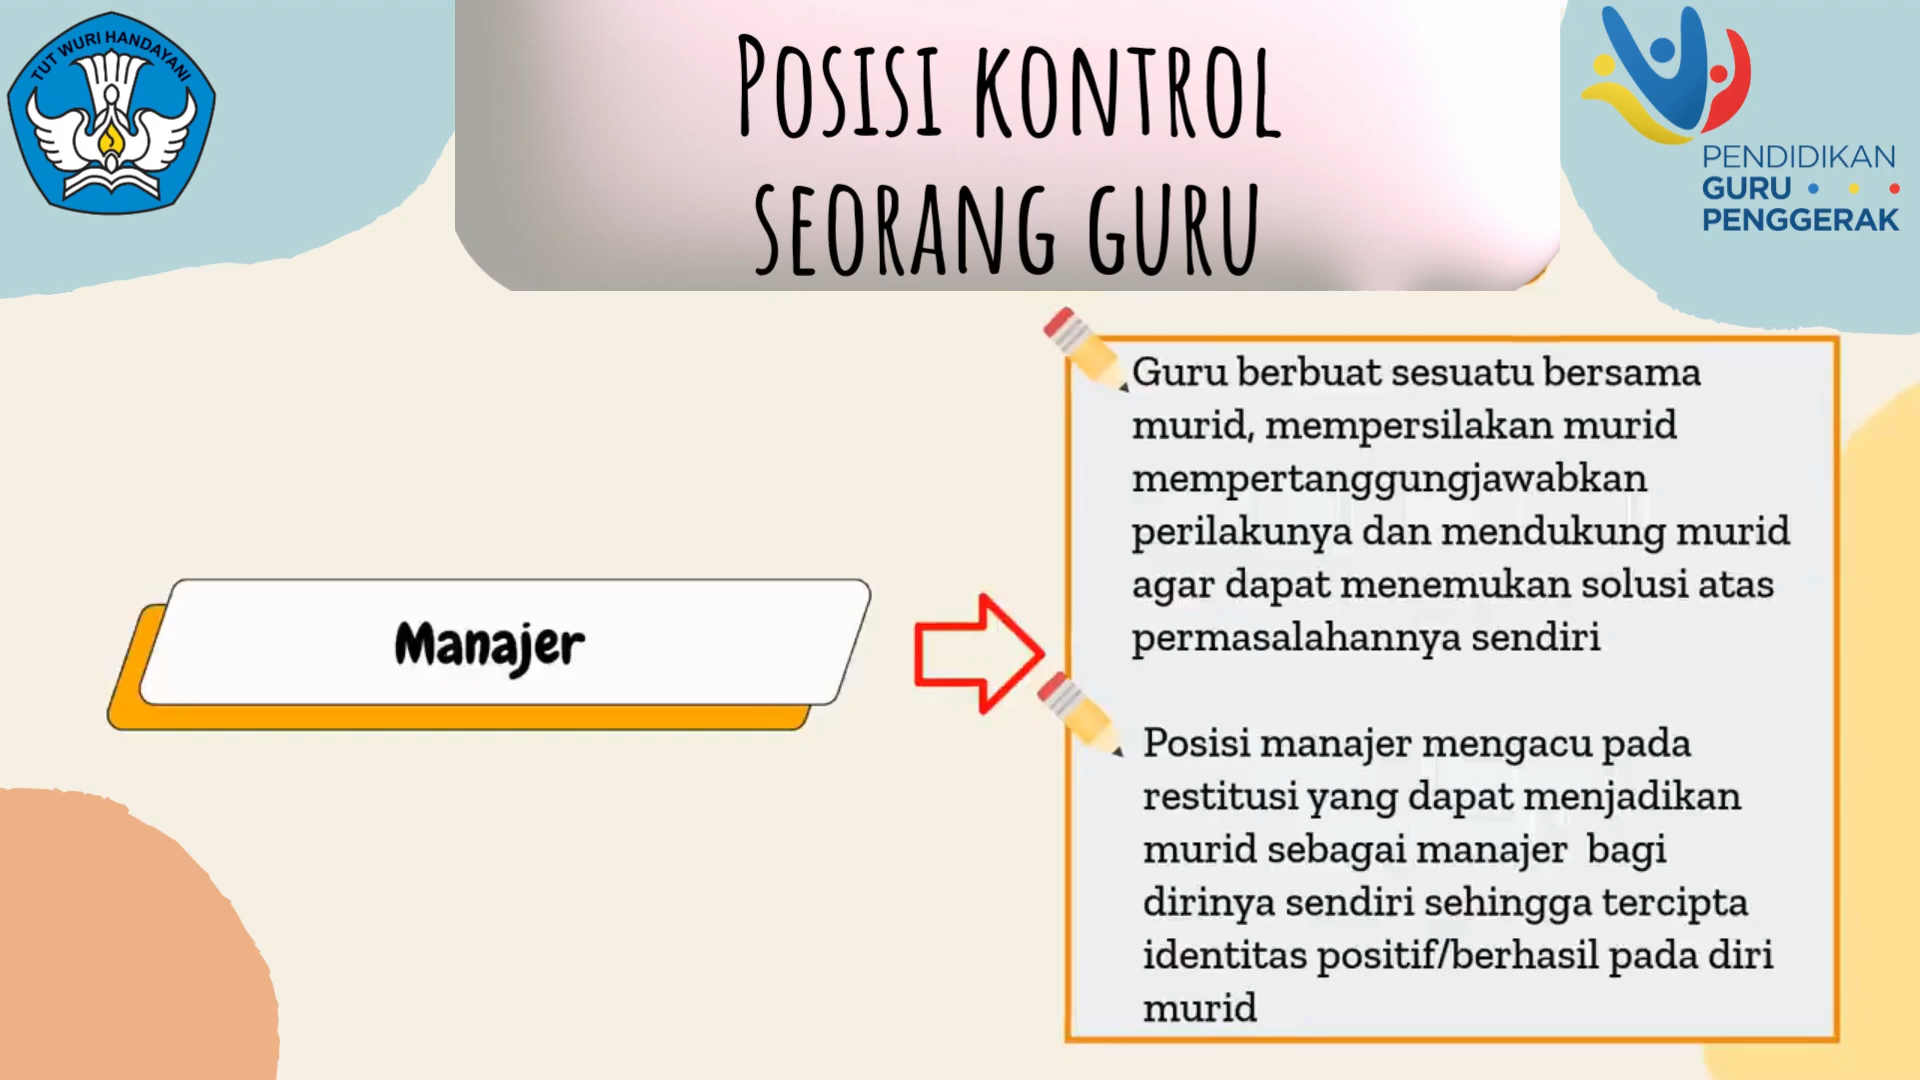 TUT WURI HANDAYANI
POSISI KONTROL
SEORANG GURU
PENDIDIKAN
GURU
PENGGERAK
Manajer
Guru berbuat sesuatu bersama
murid, mempersilakan murid
mempertanggungjawabkan
perilakunya dan mendukung murid
agar dapat menemukan solusi atas
permasalahannya sendiri
Posisi manajer mengacu pada
restitusi yang dapat menjadikan
murid sebagai manajer bagi
dirinya sendiri sehingga tercipta
identitas positif/berhasil pada diri
murid